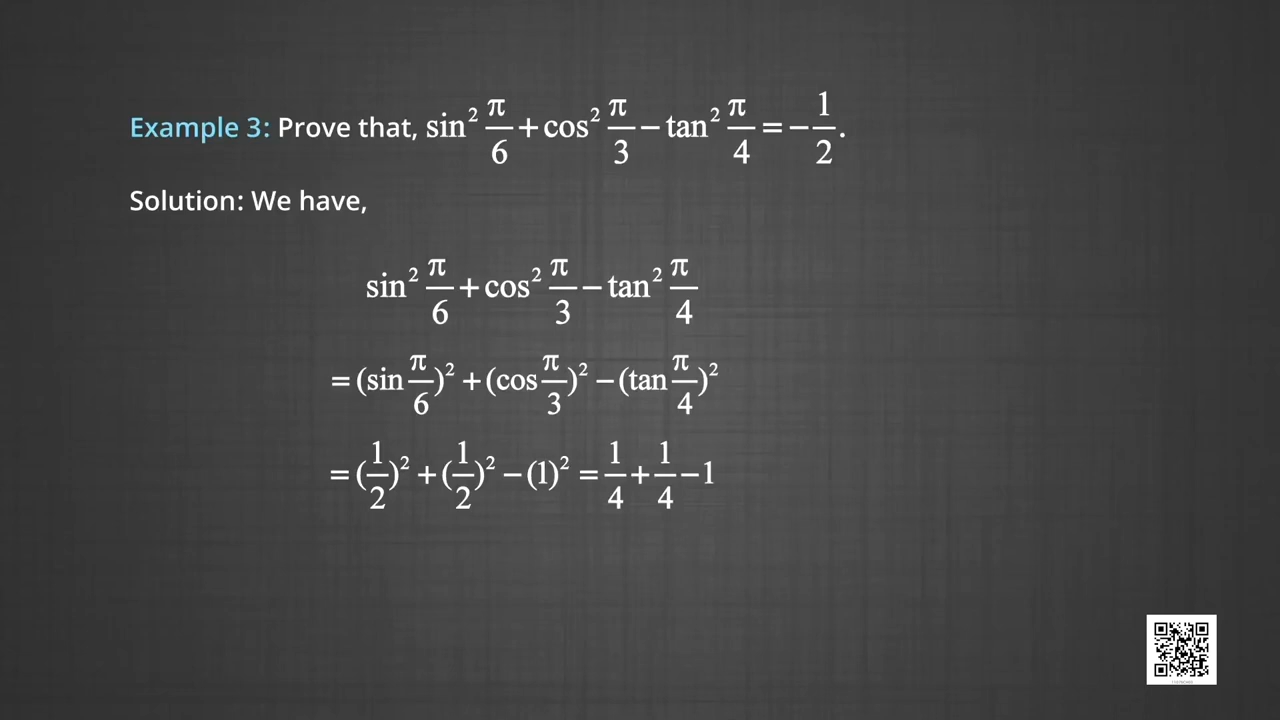 Example 3: Prove that, sin² π/6 + cos² π/3 − tan² π/4 = −1/2.
Solution: We have,
sin² π/6 + cos² π/3 − tan² π/4
= (sin π/6)² + (cos π/3)² − (tan π/4)²
= (1/2)² + (1/2)² − (1)² = 1/4 + 1/4 − 1